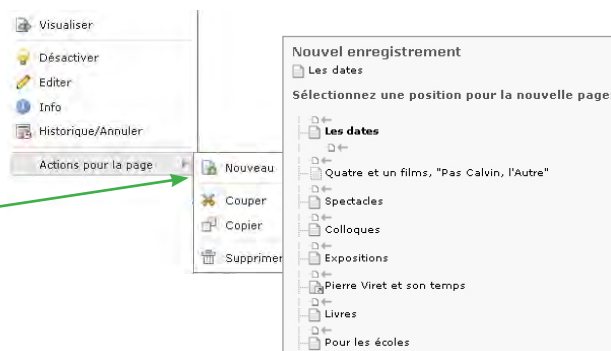 Visualiser
Désactiver
Editer
Info
Historique/Annuler
Actions pour la page
Nouveau
Couper
Copier
Supprimer
Nouvel enregistrement
Les dates
Sélectionnez une position pour la nouvelle page
Les dates
Quatre et un films, "Pas Calvin, l'Autre"
Spectacles
Colloques
Expositions
Pierre Viret et son temps
Livres
Pour les écoles